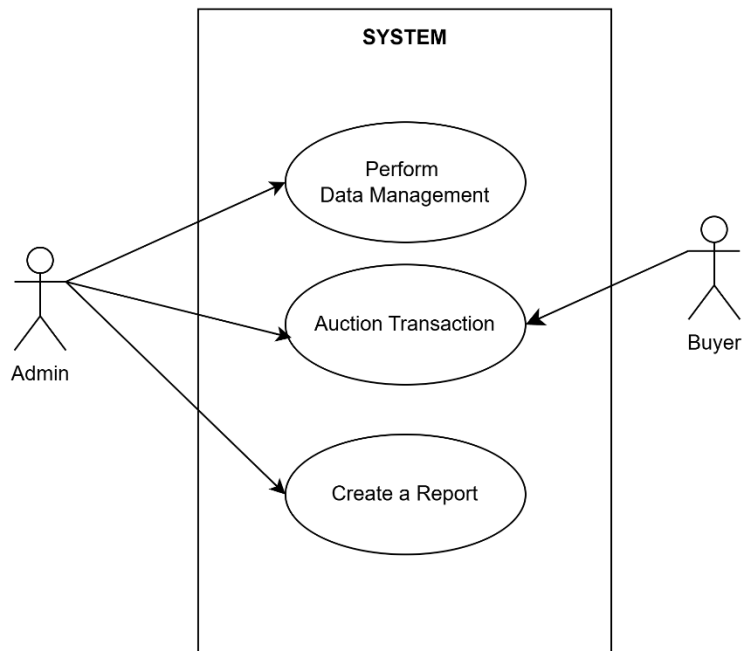 SYSTEM
Perform
Data Management
Auction Transaction
Create a Report
Admin
Buyer